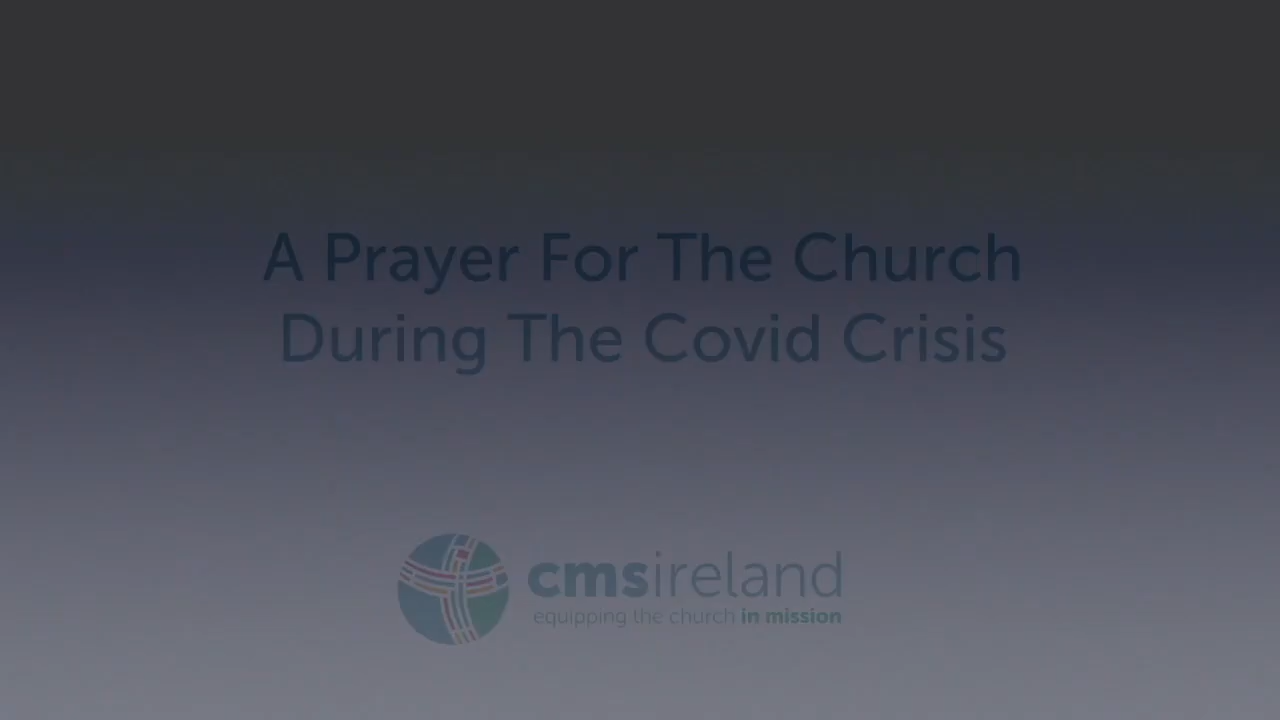 A Prayer For The Church
During The Covid Crisis
cmsireland
equipping the church in mission